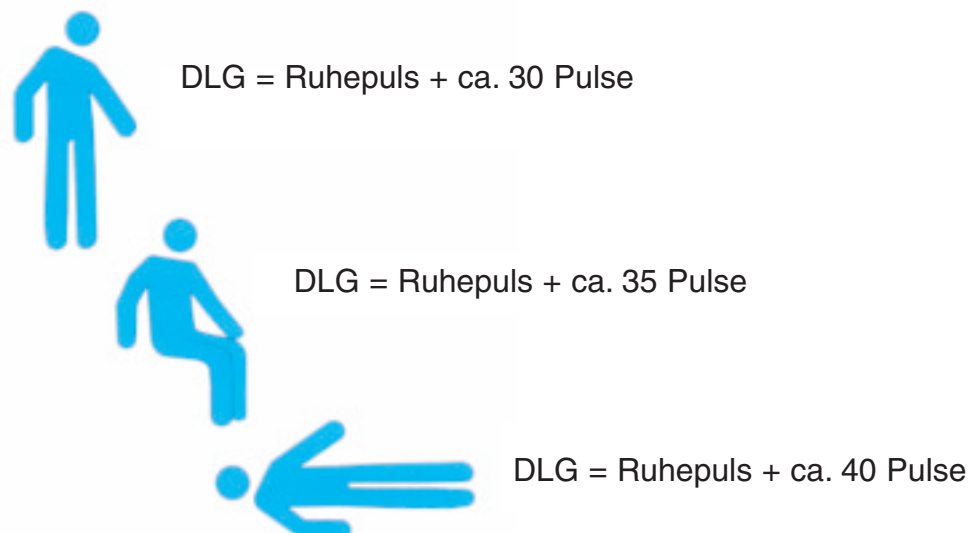 DLG = Ruhepuls + ca. 30 Pulse
DLG = Ruhepuls + ca. 35 Pulse
DLG = Ruhepuls + ca. 40 Pulse